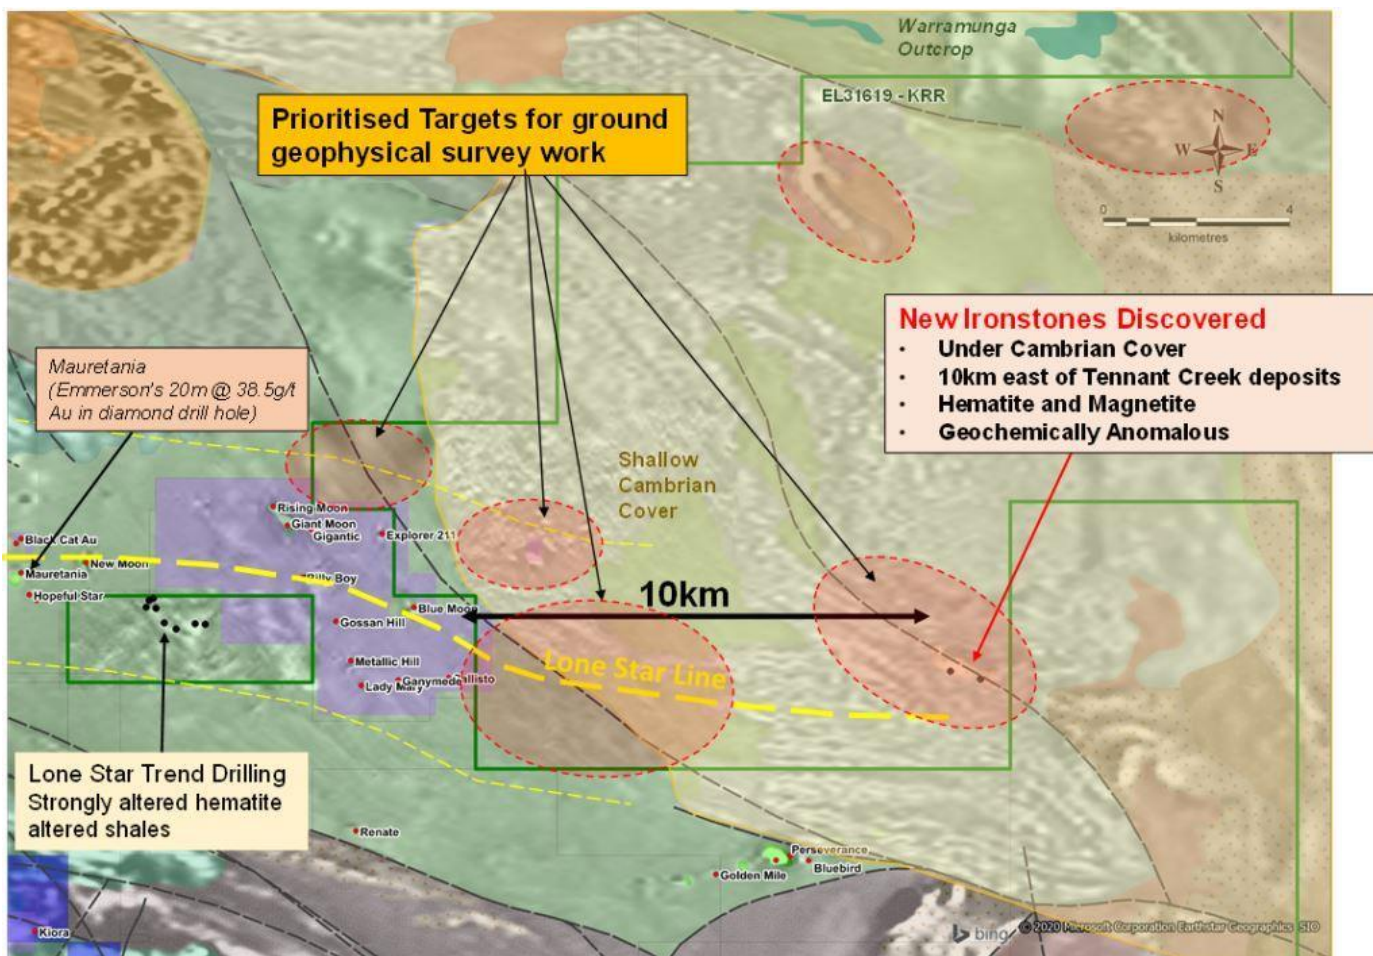 Warramunga
Outcrop
EL31619 - KRR
Prioritised Targets for ground
geophysical survey work
N
W
E
S
0
4
kilometres
New Ironstones Discovered
• Under Cambrian Cover
• 10km east of Tennant Creek deposits
• Hematite and Magnetite
• Geochemically Anomalous
Mauretania
(Emmerson's 20m @ 38.5g/t
Au in diamond drill hole)
Shallow
Cambrian
Cover
Rising Moon
Giant Moon
Gigantic
Explorer 211
Black Cat Au
New Moon
Mauretania
Billy Boy
Hopeful Star
Blue Moon
10km
Gossan Hill
Metallic Hill
Lone Star Line
Lady Mary
Ganymede
Callisto
Lone Star Trend Drilling
Strongly altered hematite
altered shales
Renate
Perseverance
Bluebird
Golden Mile
Kiora
bing
© 2020 Microsoft Corporation Earthstar Geographics SIO